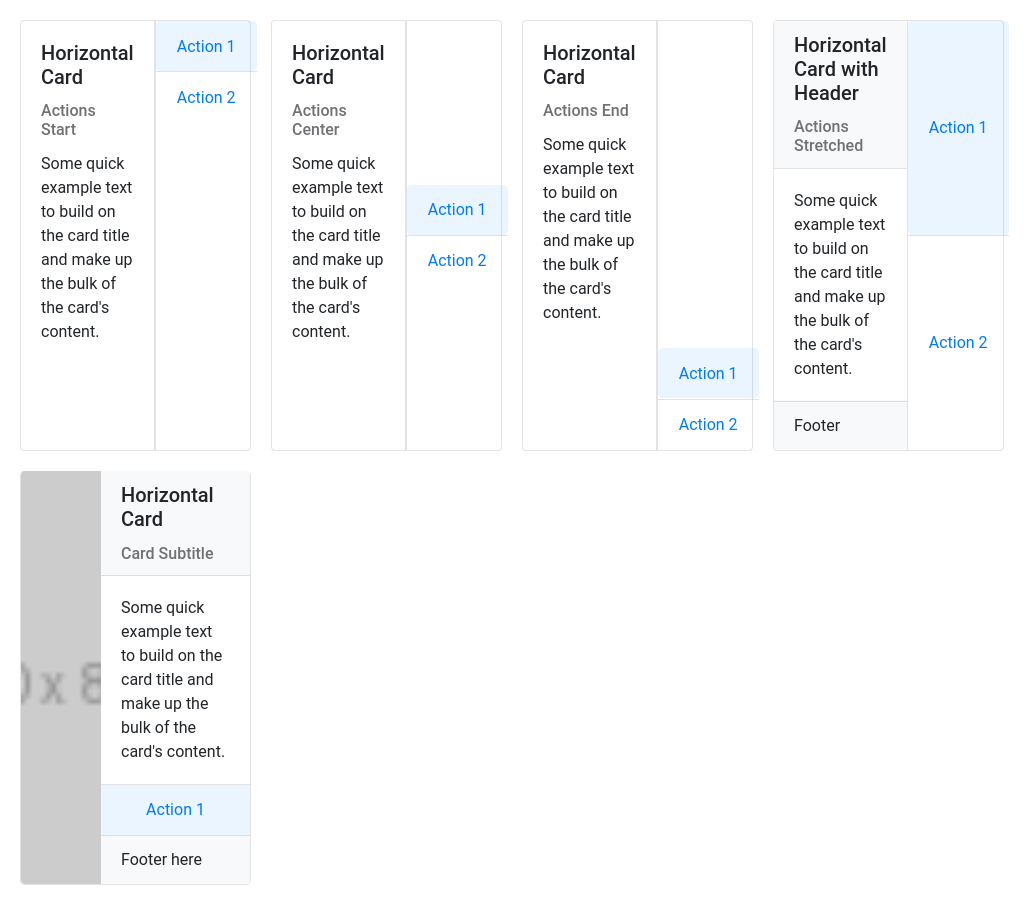 Horizontal
Card
Actions
Start
Some quick
example text
to build on
the card title
and make up
the bulk of
the card's
content.
Action 1
Action 2
Horizontal
Card
Actions
Center
Some quick
example text
to build on
the card title
and make up
the bulk of
the card's
content.
Action 1
Action 2
Horizontal
Card
Actions End
Some quick
example text
to build on
the card title
and make up
the bulk of
the card's
content.
Action 1
Action 2
Horizontal
Card with
Header
Actions
Stretched
Some quick
example text
to build on
the card title
and make up
the bulk of
the card's
content.
Footer
Action 1
Action 2
x 8
Horizontal
Card
Card Subtitle
Some quick
example text
to build on the
card title and
make up the
bulk of the
card's content.
Action 1
Footer here